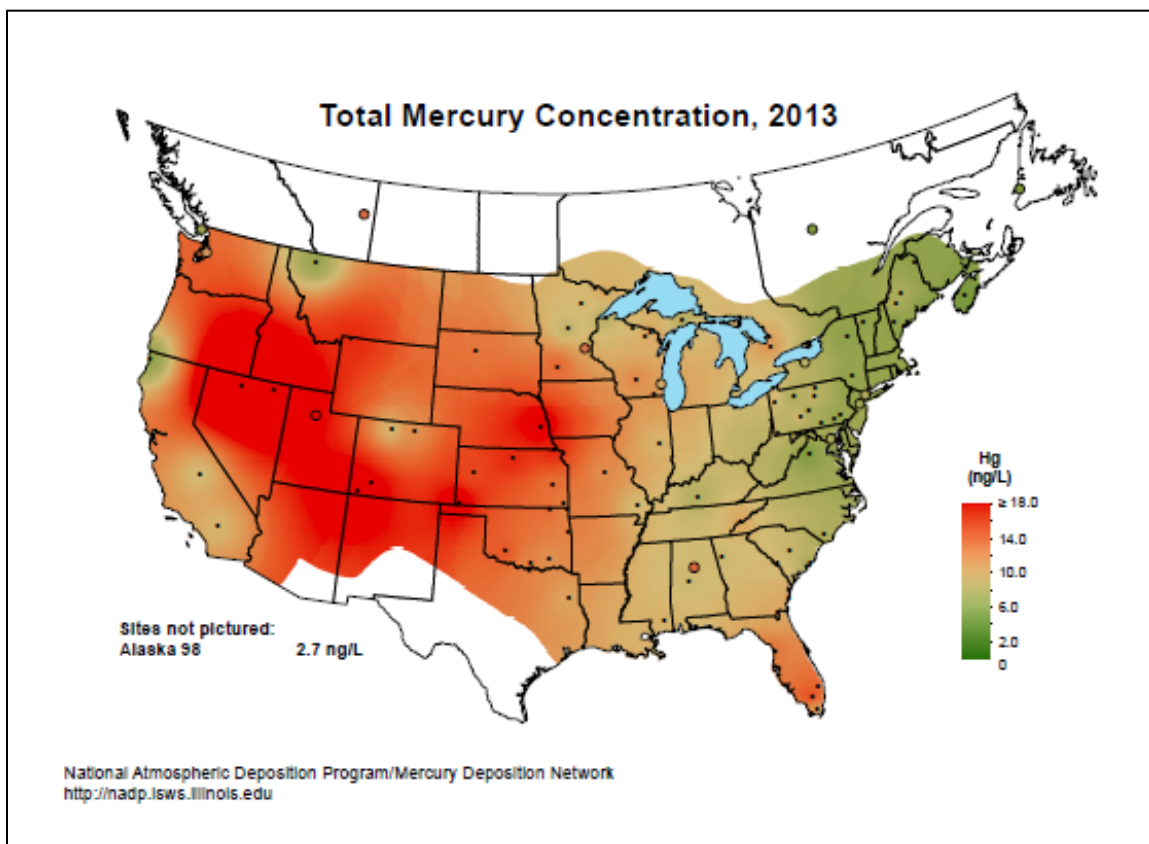 Total Mercury Concentration, 2013
Hg
(ng/L)
≥ 18.0
14.0
10.0
6.0
2.0
0
Sites not pictured:
Alaska 98 2.7 ng/L
National Atmospheric Deposition Program/Mercury Deposition Network
http://nadp.isws.illinois.edu